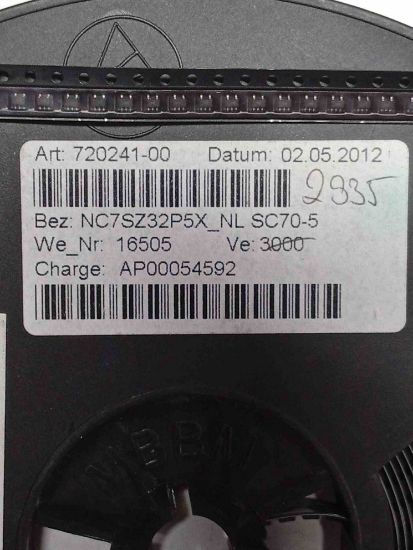 Art: 720241-00 Datum: 02.05.2012
2935
Bez: NC7SZ32P5X_NL SC70-5
We_Nr: 16505 Ve: 3000
Charge: AP00054592